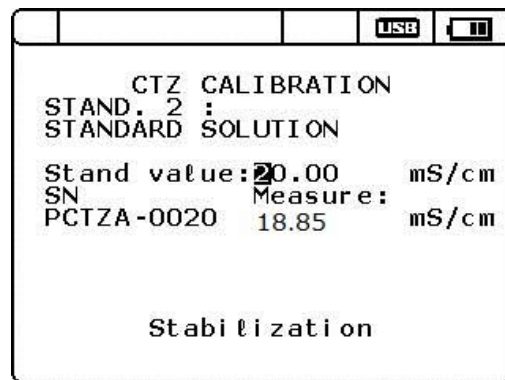 USB
CTZ CALIBRATION
STAND. 2 :
STANDARD SOLUTION
Stand value:20.00 mS/cm
SN Measure:
PCTZA-0020 18.85 mS/cm
Stabilization